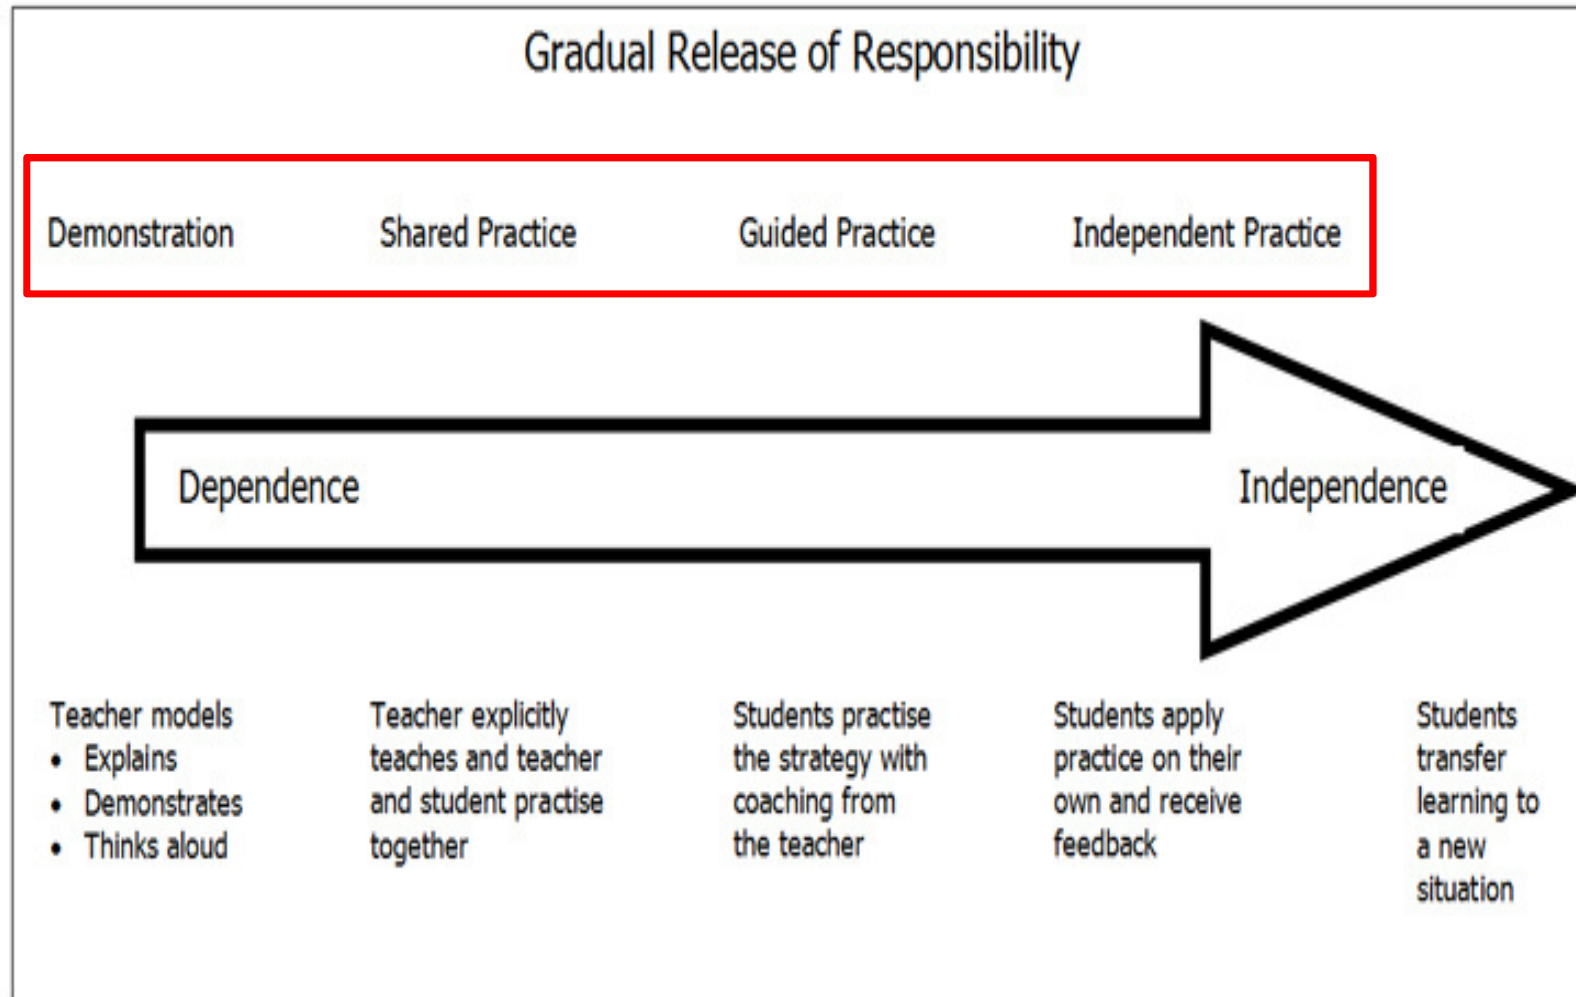 Gradual Release of Responsibility
Demonstration
Shared Practice
Guided Practice
Independent Practice
Dependence
Independence
Teacher models
• Explains
• Demonstrates
• Thinks aloud
Teacher explicitly
teaches and teacher
and student practise
together
Students practise
the strategy with
coaching from
the teacher
Students apply
practice on their
own and receive
feedback
Students
transfer
learning to
a new
situation